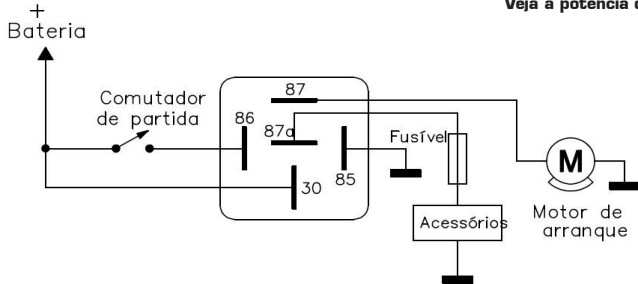 Veja a potência
+
Bateria
Comutador
de partida
86
87
87a
30
85
Fusível
Acessórios
M
Motor de
arranque